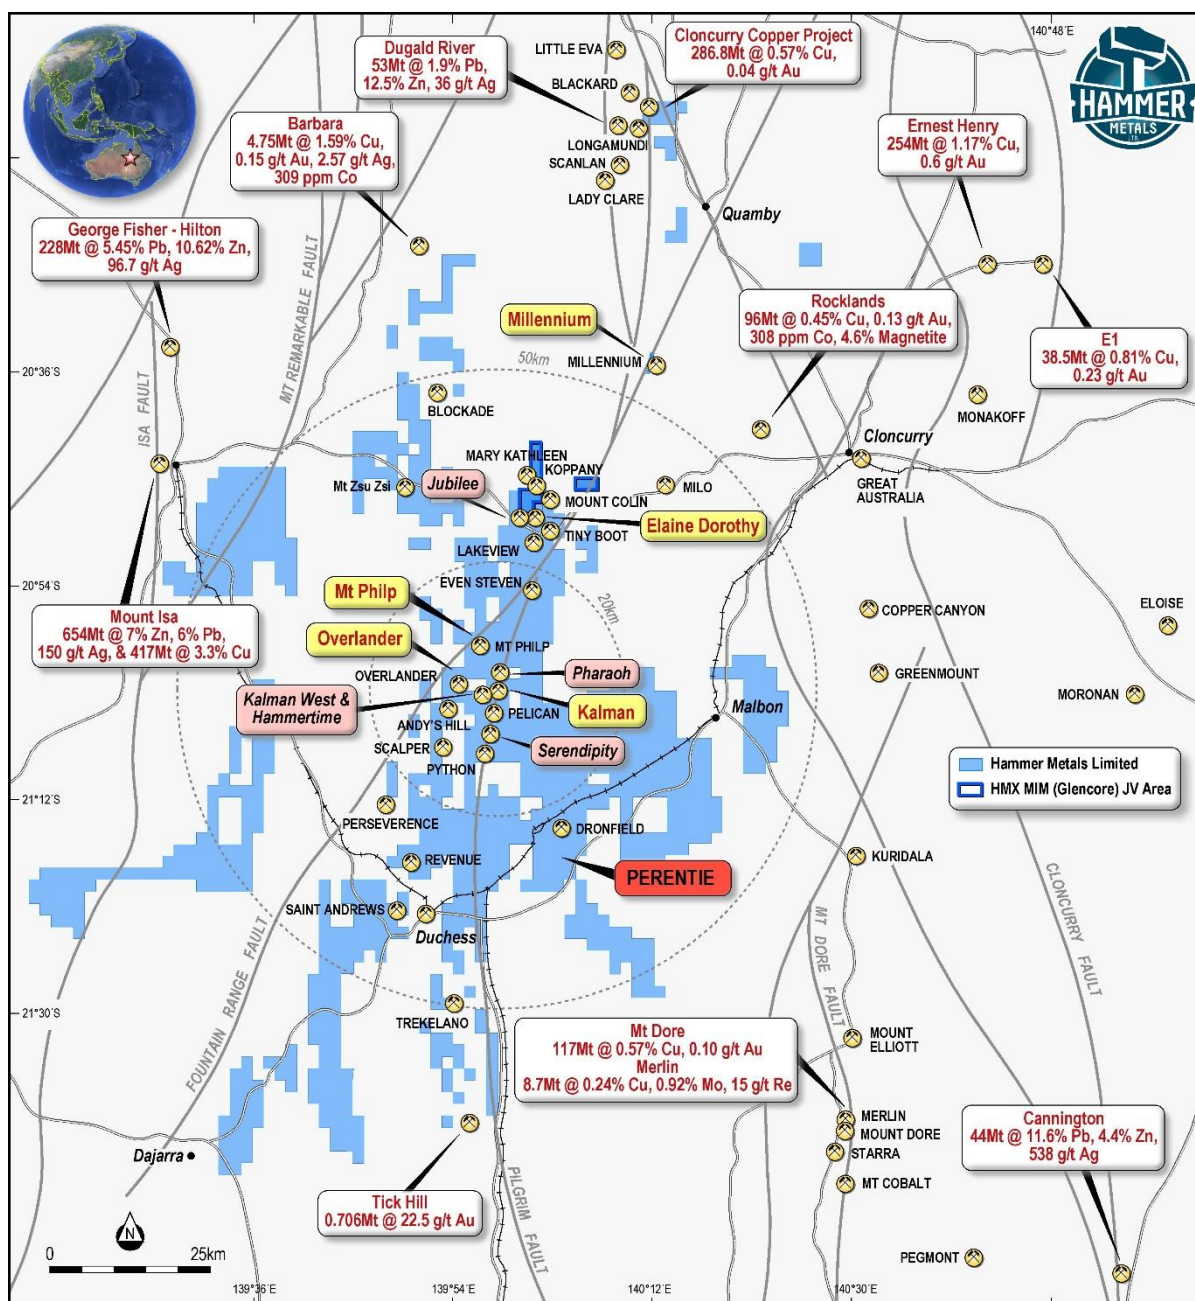 140°48´E
LITTLE EVA
Dugald River
53Mt @ 1.9% Pb,
12.5% Zn, 36 g/t Ag
Cloncurry Copper Project
286.8Mt @ 0.57% Cu,
0.04 g/t Au
HAMMER
METALS
LTD.
BLACKARD
Barbara
4.75Mt @ 1.59% Cu,
0.15 g/t Au, 2.57 g/t Ag,
309 ppm Co
LONGAMUNDI
SCANLAN
LADY CLARE
Ernest Henry
254Mt @ 1.17% Cu,
0.6 g/t Au
Quamby
George Fisher - Hilton
228Mt @ 5.45% Pb, 10.62% Zn,
96.7 g/t Ag
MT REMARKABLE FAULT
Rocklands
96Mt @ 0.45% Cu, 0.13 g/t Au,
308 ppm Co, 4.6% Magnetite
Millennium
MILLENNIUM
50km
E1
38.5Mt @ 0.81% Cu,
0.23 g/t Au
20°36´S
ISA FAULT
BLOCKADE
MONAKOFF
Cloncurry
MARY KATHLEEN
KOPPANY
GREAT
AUSTRALIA
Mt Zsu Zsi
Jubilee
MOUNT COLIN
MILO
Elaine Dorothy
TINY BOOT
LAKEVIEW
20°54´S
EVEN STEVEN
20km
Mt Philp
COPPER CANYON
ELOISE
Mount Isa
654Mt @ 7% Zn, 6% Pb,
150 g/t Ag, & 417Mt @ 3.3% Cu
Overlander
MT PHILP
OVERLANDER
Pharaoh
GREENMOUNT
MORONAN
Kalman West &
Hammertime
Kalman
PELICAN
Malbon
ANDY'S HILL
SCALPER
Serendipity
PYTHON
Hammer Metals Limited
HMX MIM (Glencore) JV Area
21°12´S
PERSEVERENCE
DRONFIELD
REVENUE
KURIDALA
PERENTIE
CLONCURRY FAULT
SAINT ANDREWS
Duchess
MT DORE FAULT
FOUNTAIN RANGE FAULT
21°30´S
TREKELANO
Mt Dore
117Mt @ 0.57% Cu, 0.10 g/t Au
Merlin
8.7Mt @ 0.24% Cu, 0.92% Mo, 15 g/t Re
MOUNT
ELLIOTT
MERLIN
MOUNT DORE
STARRA
MT COBALT
Cannington
44Mt @ 11.6% Pb, 4.4% Zn,
538 g/t Ag
Dajarra
PILGRIM FAULT
Tick Hill
0.706Mt @ 22.5 g/t Au
N
0 25km
PEGMONT
139°36´E
139°54´E
140°12´E
140°30´E